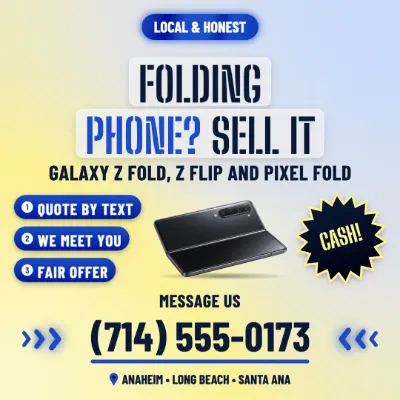 LOCAL & HONEST
FOLDING
PHONE? SELL IT
GALAXY Z FOLD, Z FLIP AND PIXEL FOLD
1 QUOTE BY TEXT
2 WE MEET YOU
3 FAIR OFFER
CASH!
MESSAGE US
(714) 555-0173
ANAHEIM • LONG BEACH • SANTA ANA